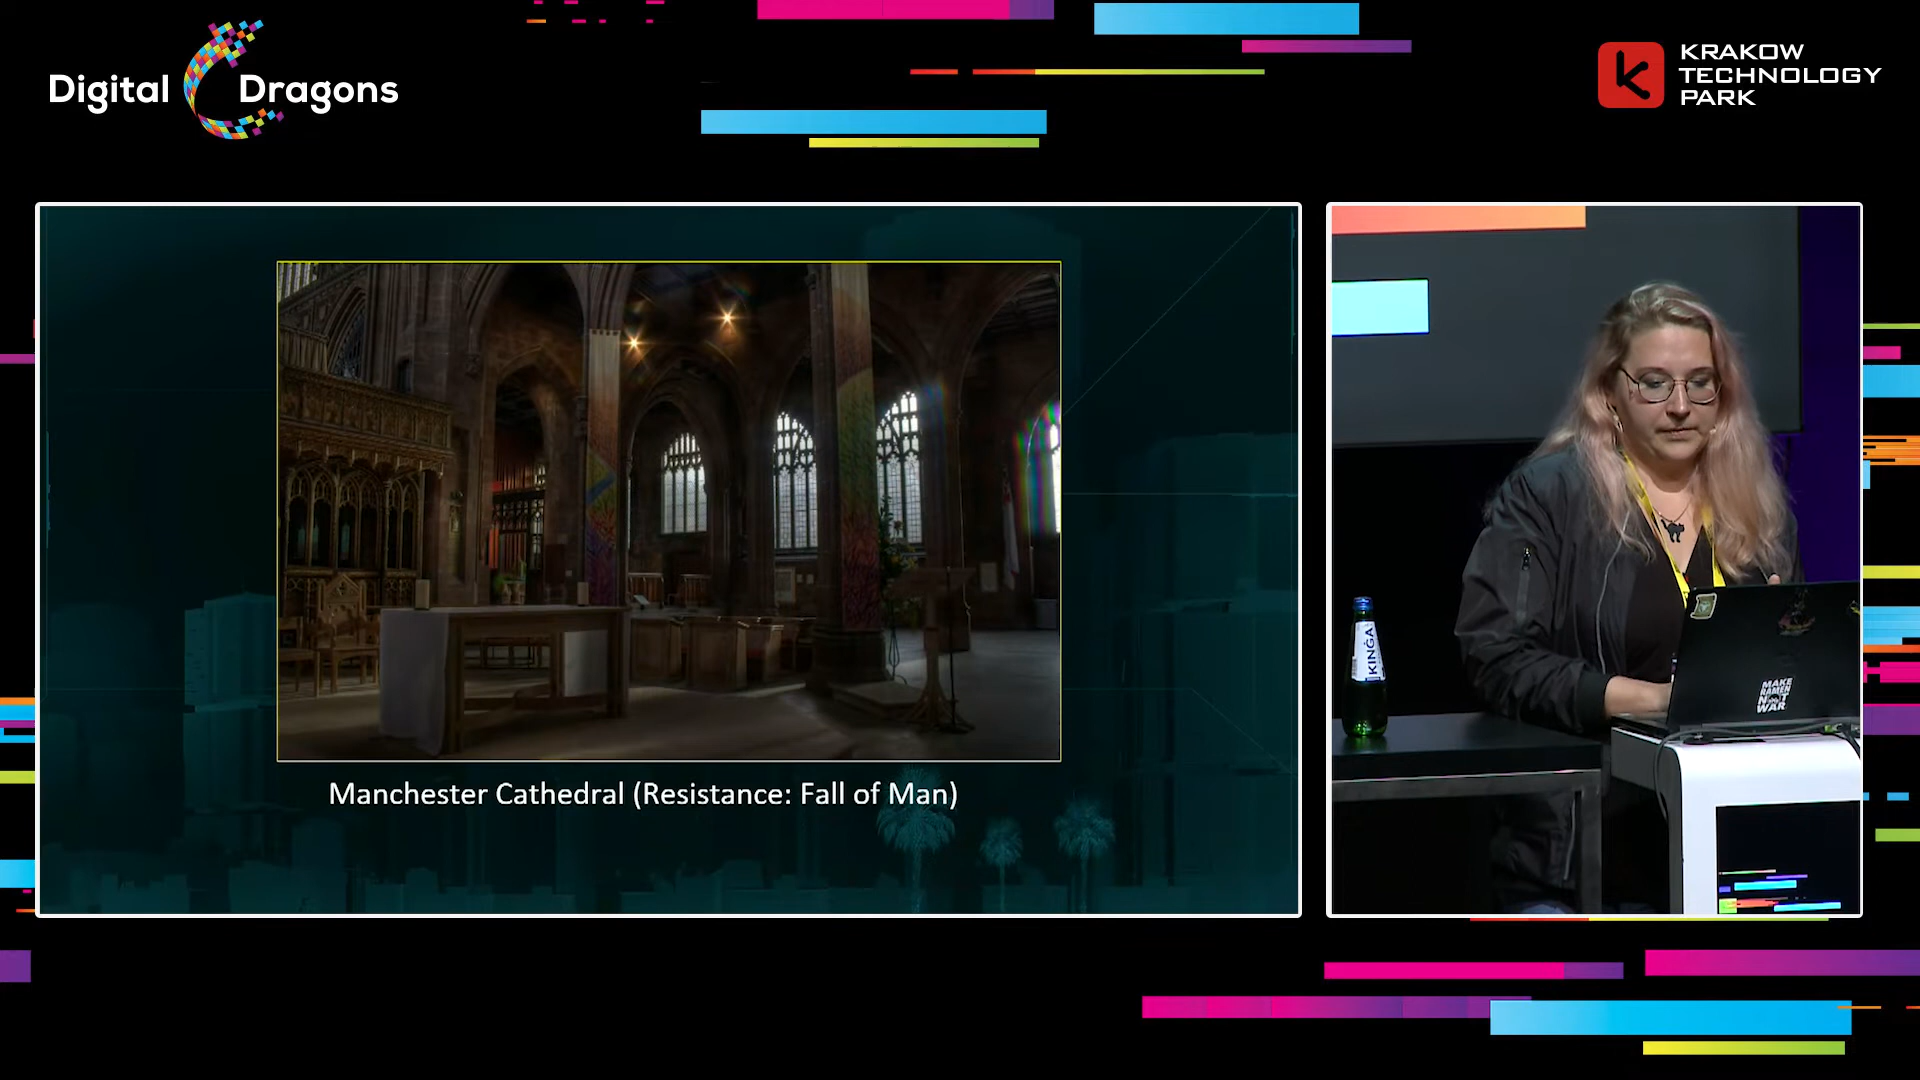 Digital Dragons
KRAKOW
TECHNOLOGY
PARK
Manchester Cathedral (Resistance: Fall of Man)
KINGA
MAKE
RAMEN
NOT
WAR